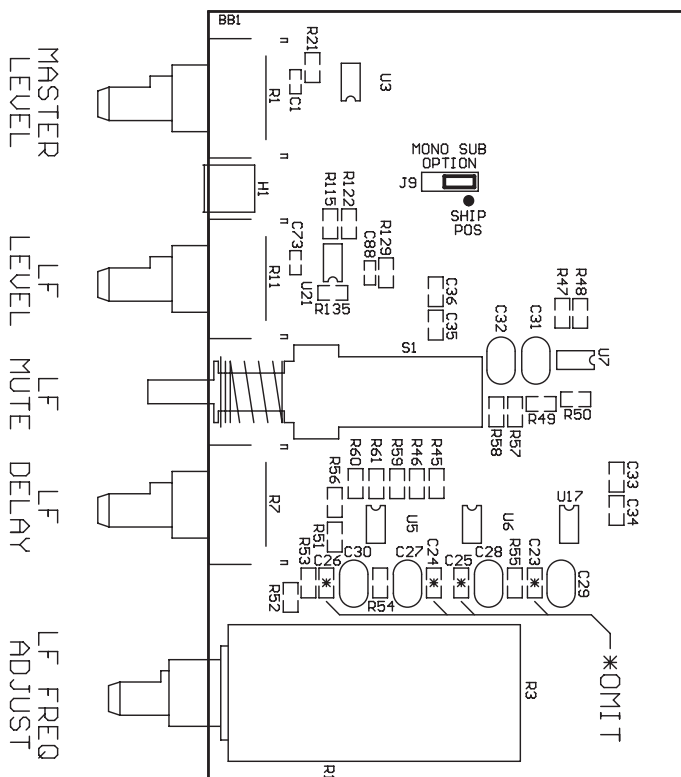 BB1
R21
MASTER
LEVEL
R1
C1
U3
MONO SUB
OPTION
J9
SHIP
POS
H1
R115
R122
C73
C88
R129
LF
LEVEL
R11
U21
R135
C36
C35
R47
R48
C32
C31
S1
U7
LF
MUTE
R58
R57
R49
R50
R60
R61
R59
R46
R45
R56
C33
C34
LF
DELAY
R7
U5
U6
U17
R51
R53
C26
C30
C27
C24
C25
C28
R55
C23
C29
R52
R54
*
*
*
*
*OMIT
LF FREQ
ADJUST
R3